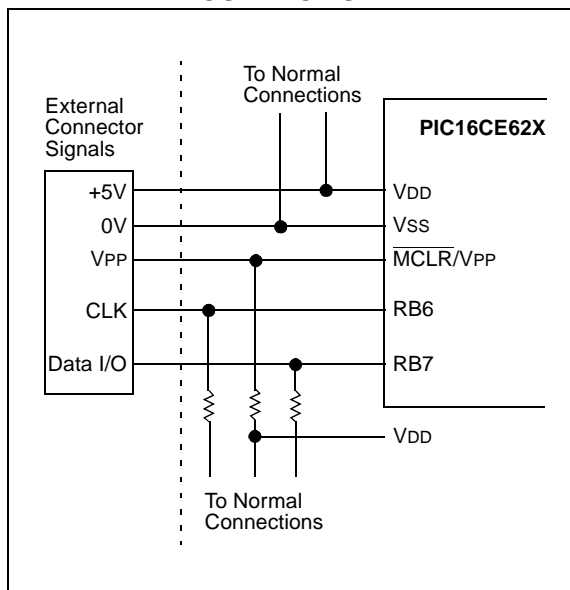 To Normal
Connections
External
Connector
Signals
PIC16CE62X
+5V
VDD
0V
VSS
VPP
MCLR/VPP
CLK
RB6
Data I/O
RB7
VDD
To Normal
Connections